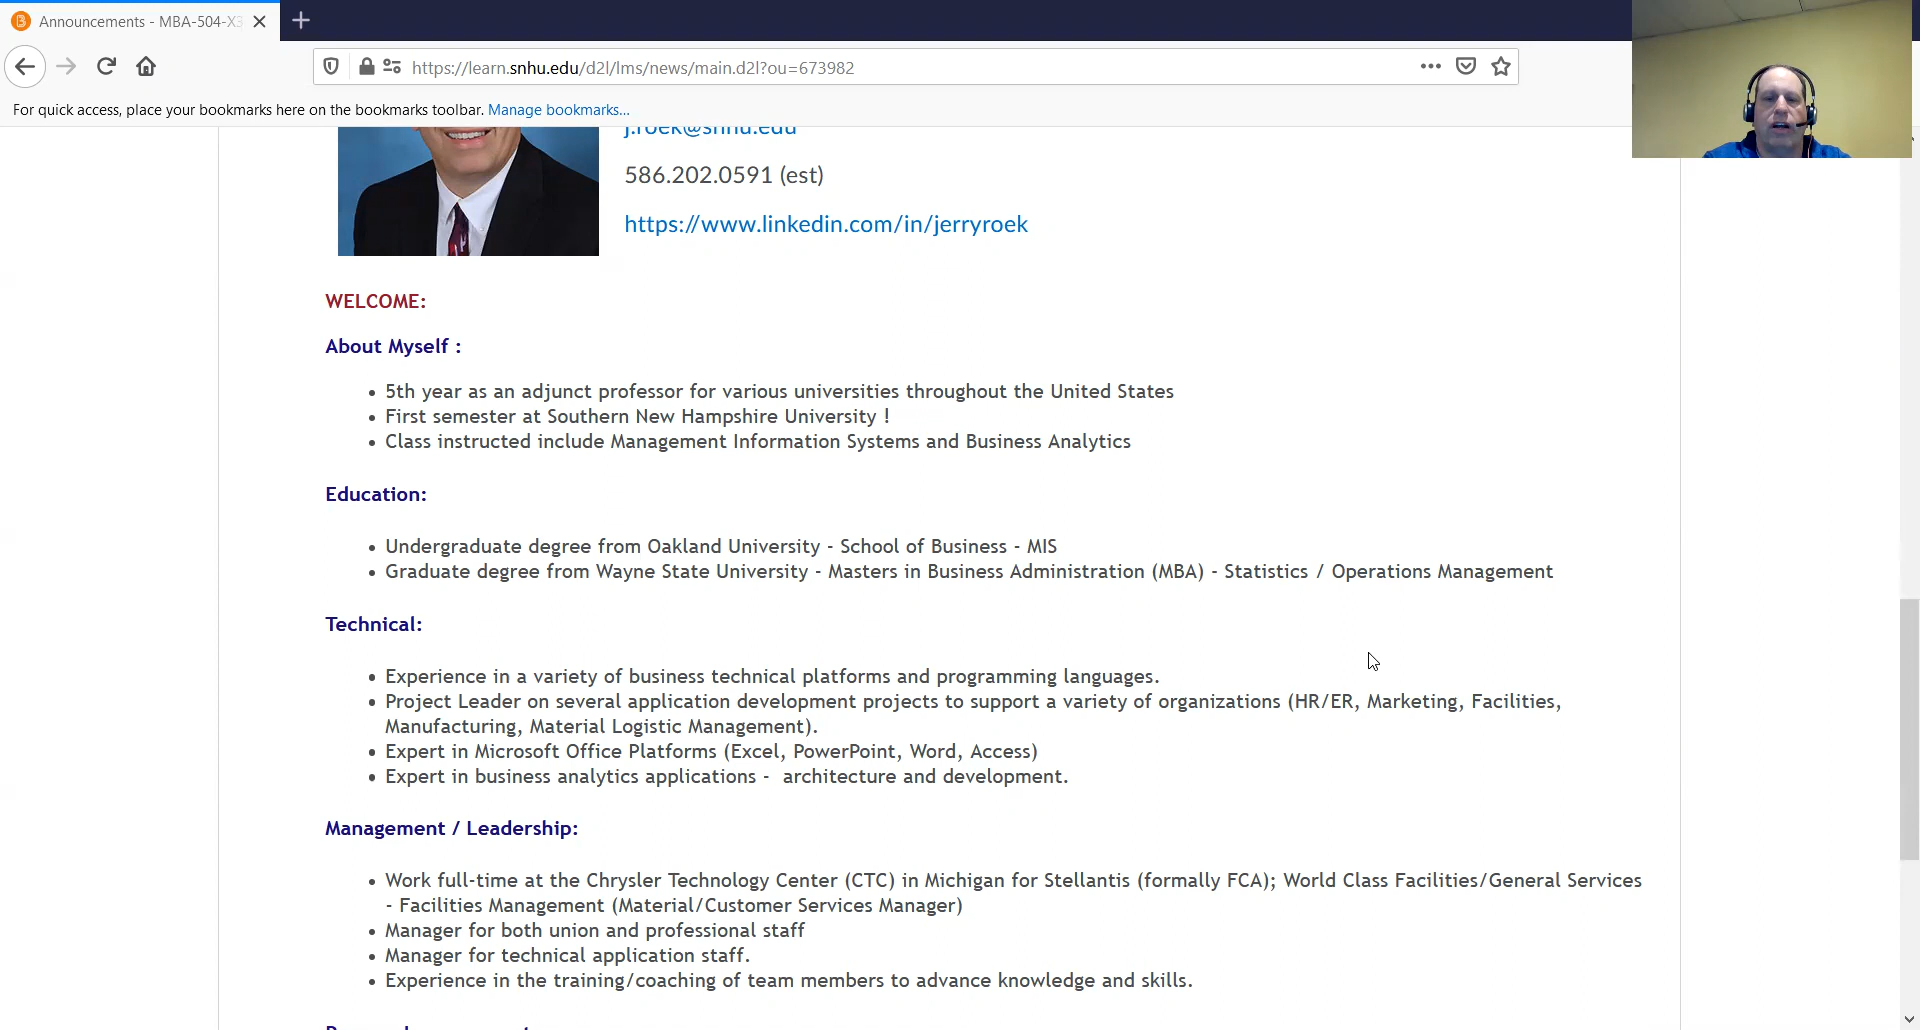 Announcements - MBA-504-X3
https://learn.snhu.edu/d2l/lms/news/main.d2l?ou=673982
For quick access, place your bookmarks here on the bookmarks toolbar. Manage bookmarks...
j.roek@snhu.edu
586.202.0591 (est)
https://www.linkedin.com/in/jerryroek
WELCOME:
About Myself :
• 5th year as an adjunct professor for various universities throughout the United States
• First semester at Southern New Hampshire University !
• Class instructed include Management Information Systems and Business Analytics
Education:
• Undergraduate degree from Oakland University - School of Business - MIS
• Graduate degree from Wayne State University - Masters in Business Administration (MBA) - Statistics / Operations Management
Technical:
• Experience in a variety of business technical platforms and programming languages.
• Project Leader on several application development projects to support a variety of organizations (HR/ER, Marketing, Facilities,
Manufacturing, Material Logistic Management).
• Expert in Microsoft Office Platforms (Excel, PowerPoint, Word, Access)
• Expert in business analytics applications -  architecture and development.
Management / Leadership:
• Work full-time at the Chrysler Technology Center (CTC) in Michigan for Stellantis (formally FCA); World Class Facilities/General Services
- Facilities Management (Material/Customer Services Manager)
• Manager for both union and professional staff
• Manager for technical application staff.
• Experience in the training/coaching of team members to advance knowledge and skills.